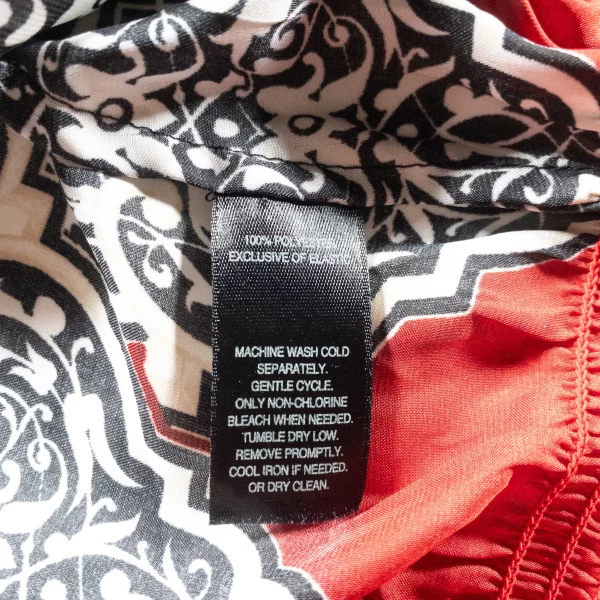 100% POLYESTER
EXCLUSIVE OF ELASTIC
MACHINE WASH COLD
SEPARATELY.
GENTLE CYCLE.
ONLY NON-CHLORINE
BLEACH WHEN NEEDED.
TUMBLE DRY LOW.
REMOVE PROMPTLY.
COOL IRON IF NEEDED.
OR DRY CLEAN.